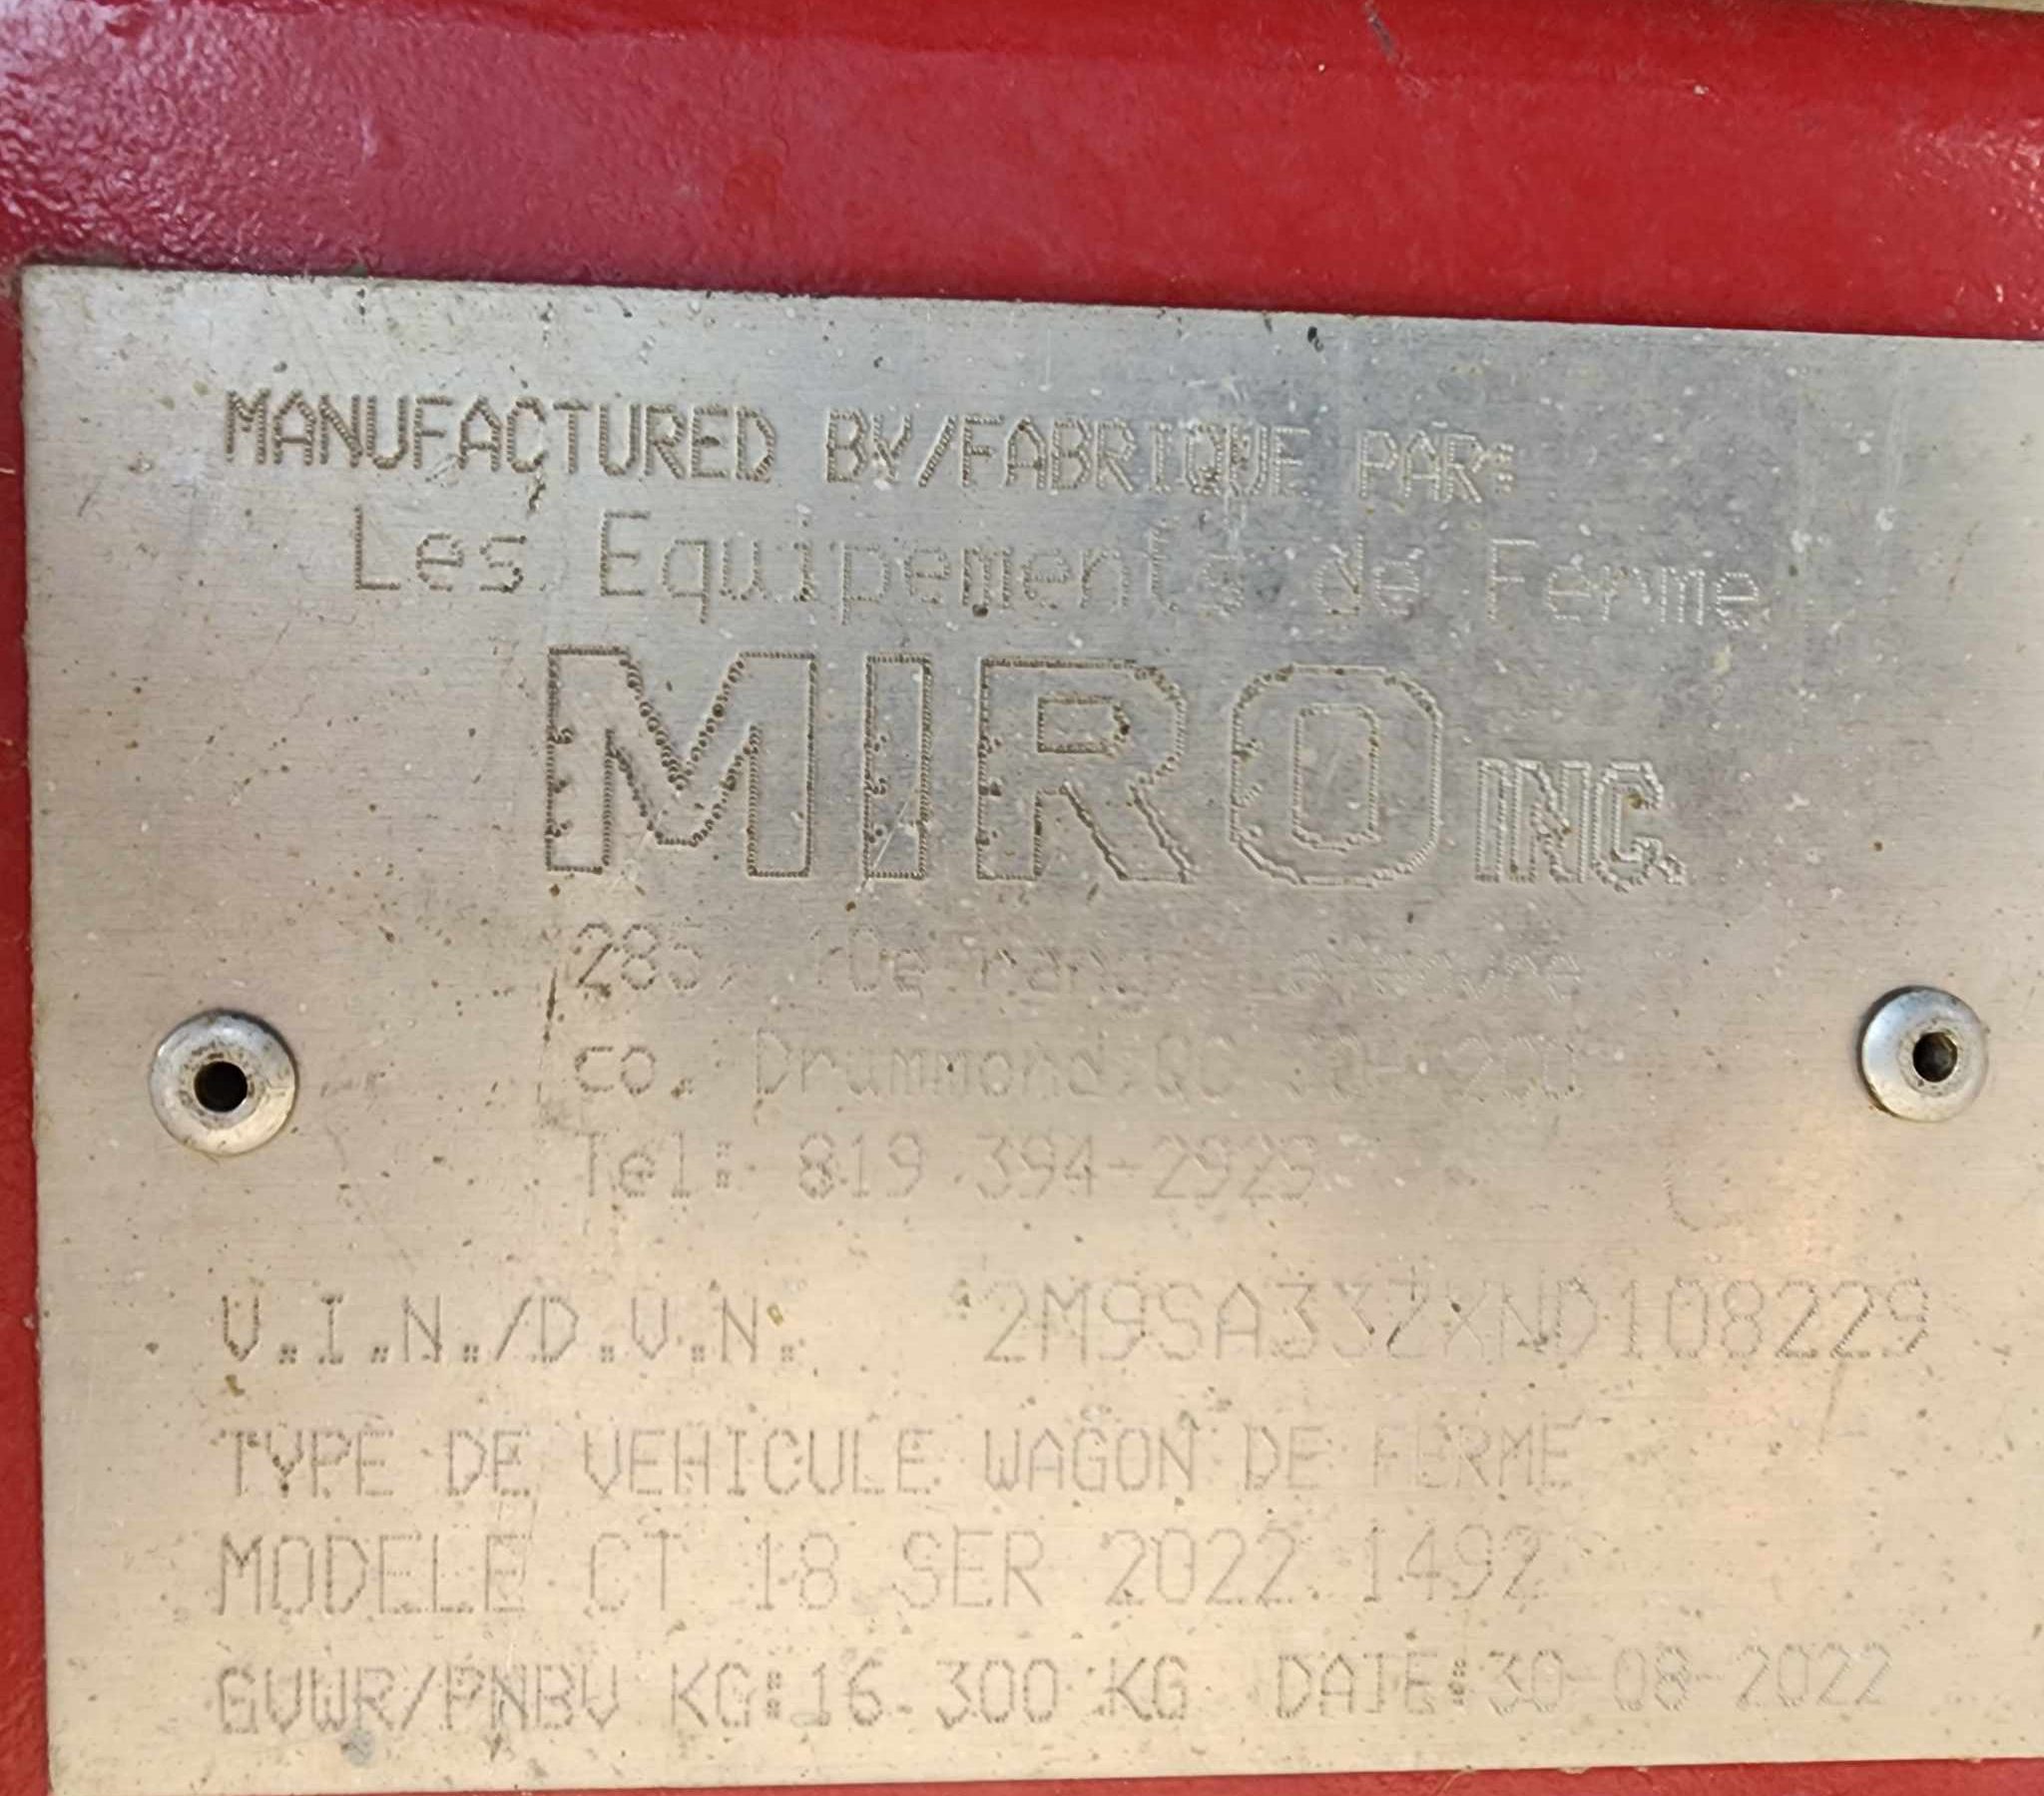 MANUFACTURED BY/FABRIQUE PAR:
Les Equipements de Ferme
MIRO INC.
co. Drummond QC
Tel: 819 394-2929
V.I.N./D.V.N. 2M9SA33ZXND108229
TYPE DE VEHICULE WAGON DE FERME
MODELE CT 18 SER 2022 1492
GVWR/PNBV KG:16.300 KG DATE:30-08-2022